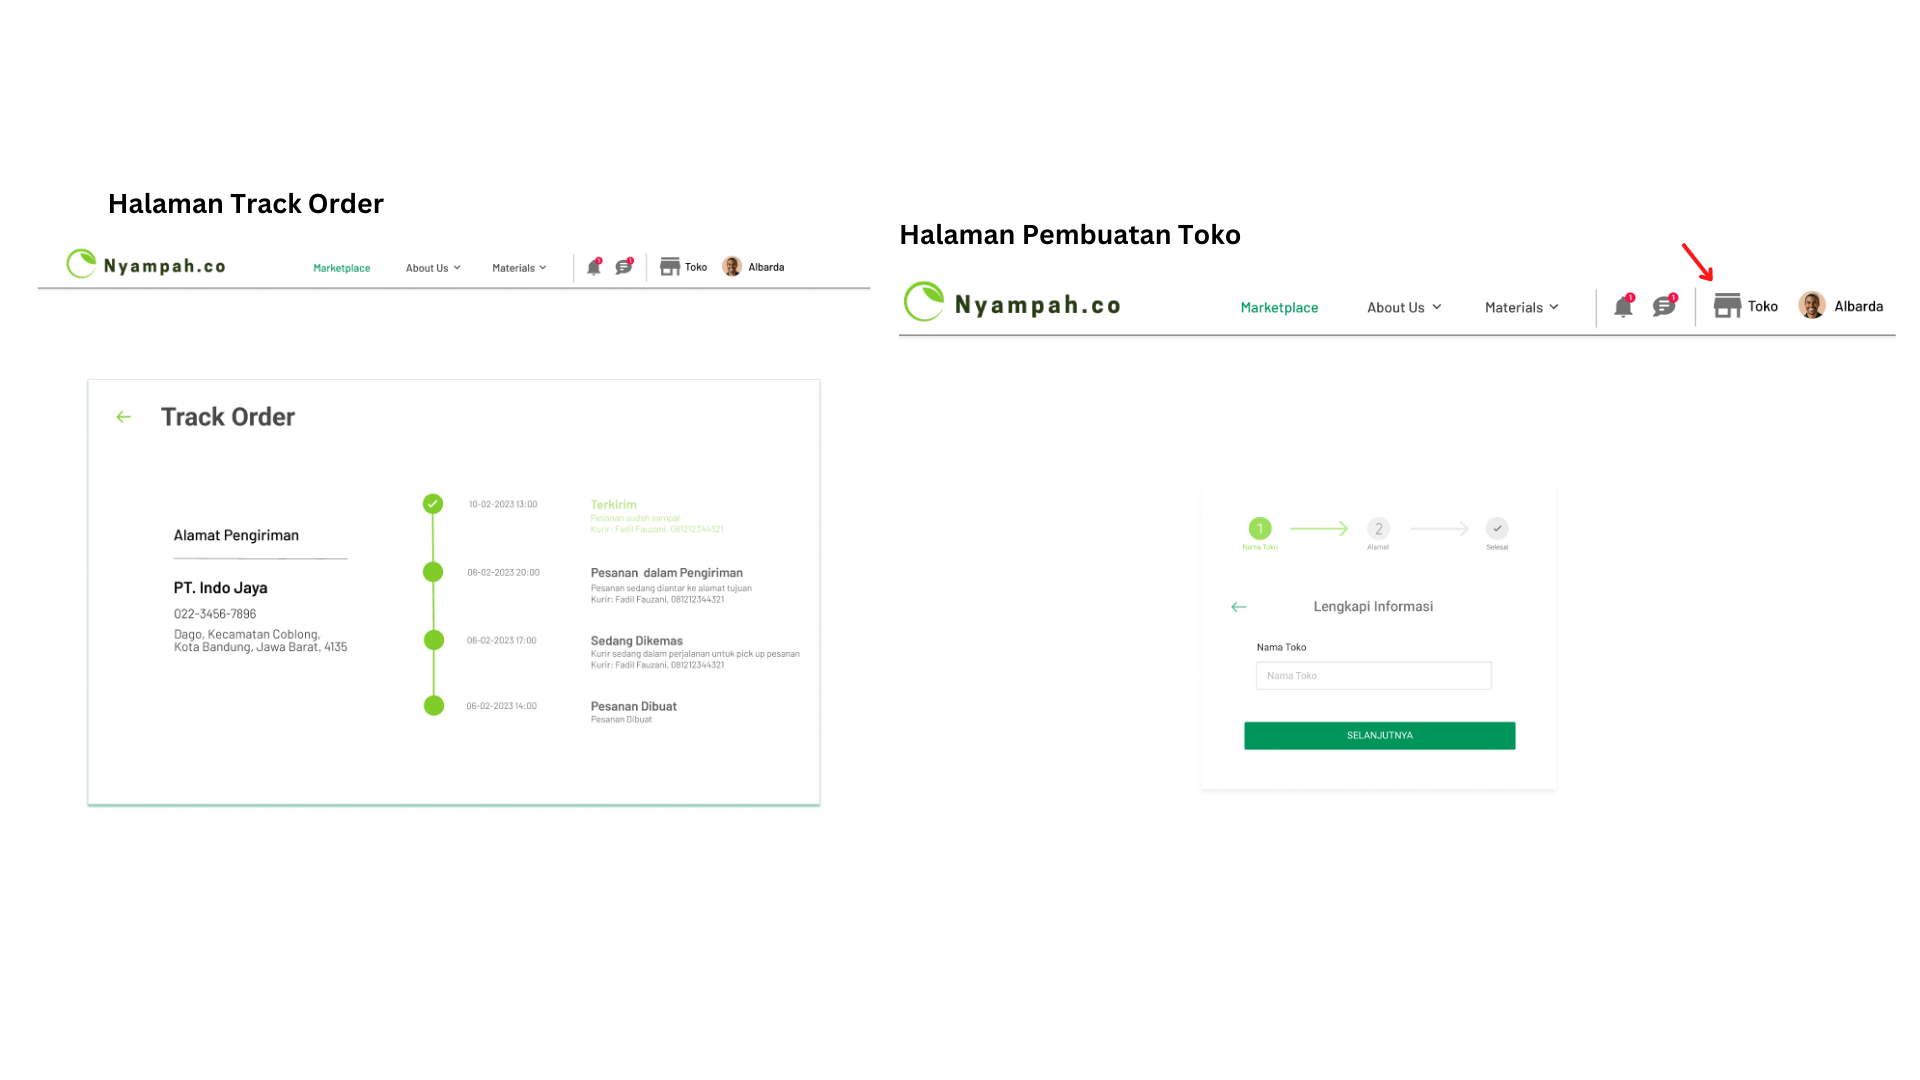 Halaman Track Order
Nyampah.co
Marketplace
About Us
Materials
1
1
Toko
Albarda
Track Order
Alamat Pengiriman
PT. Indo Jaya
022-3456-7896
Dago, Kecamatan Coblong,
Kota Bandung, Jawa Barat, 4135
10-02-2023 13:00
Terkirim
Pesanan sudah sampai
Kurir: Fadil Fauzani, 081212344321
06-02-2023 20:00
Pesanan dalam Pengiriman
Pesanan sedang diantar ke alamat tujuan
Kurir: Fadil Fauzani, 081212344321
06-02-2023 17:00
Sedang Dikemas
Kurir sedang dalam perjalanan untuk pick up pesanan
Kurir: Fadil Fauzani, 081212344321
06-02-2023 14:00
Pesanan Dibuat
Pesanan Dibuat
Halaman Pembuatan Toko
Nyampah.co
Marketplace
About Us
Materials
1
1
Toko
Albarda
1
2
Nama Toko
Alamat
Selesai
Lengkapi Informasi
Nama Toko
Nama Toko
SELANJUTNYA